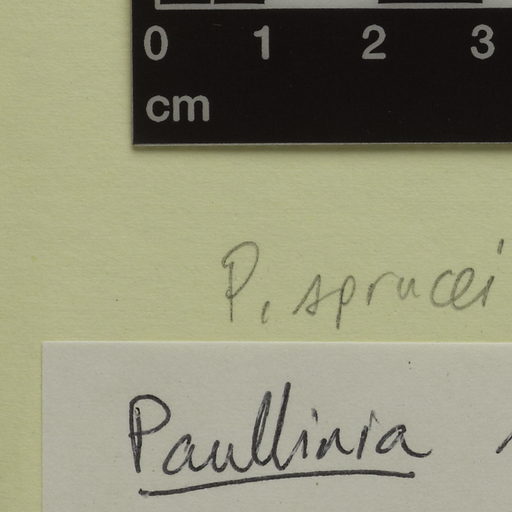 0 1 2 3
cm
P. sprucei
Paullinia